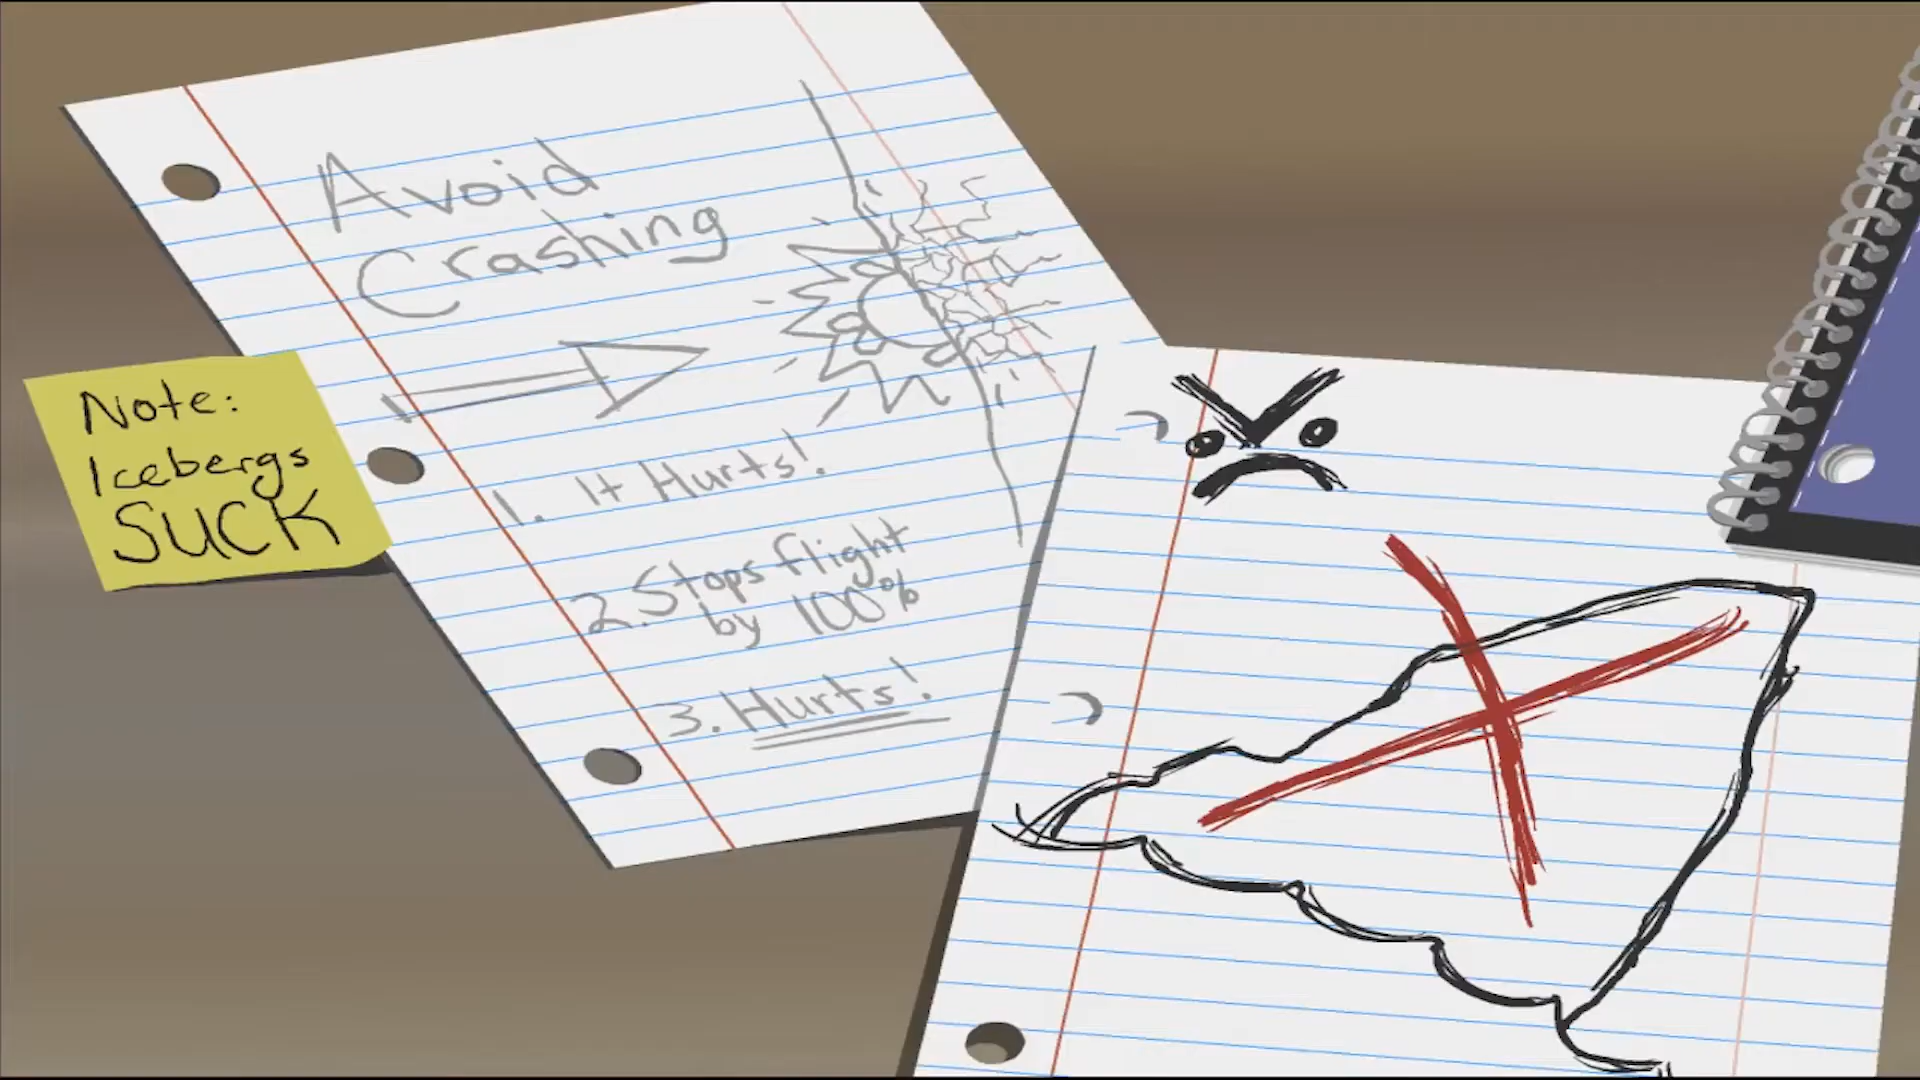 Avoid
Crashing
1. It Hurts!
2. Stops flight
by 100%
3. Hurts!
Note:
Icebergs
SUCK